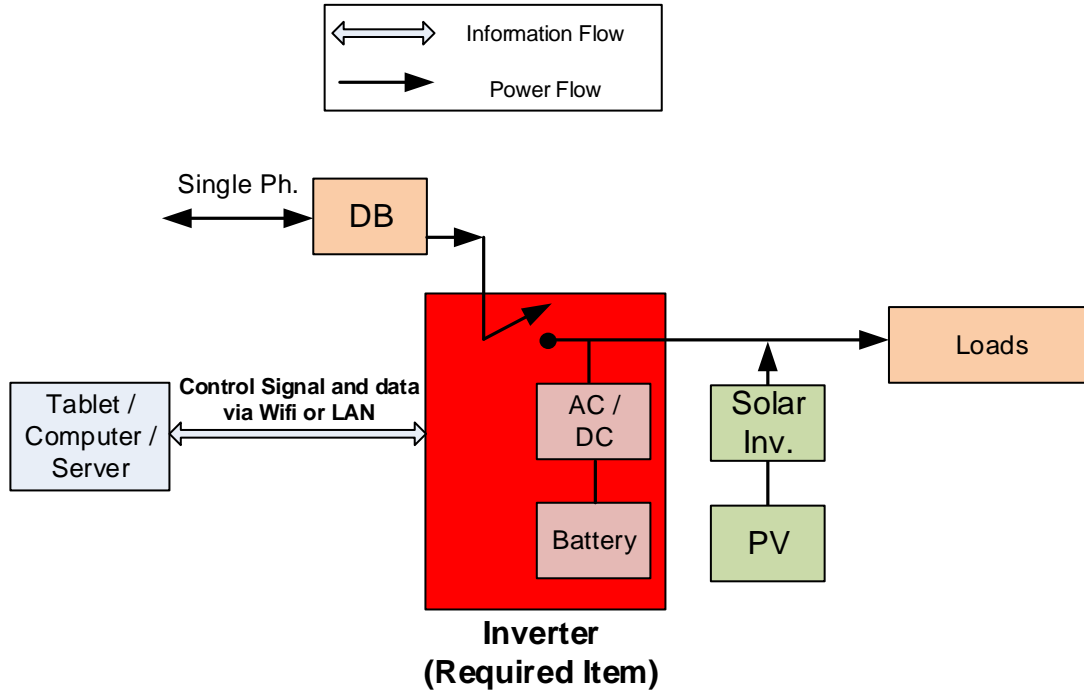 Information Flow
Power Flow
Single Ph.
DB
Loads
Control Signal and data
via Wifi or LAN
Tablet /
Computer /
Server
AC /
DC
Solar
Inv.
Battery
PV
Inverter
(Required Item)